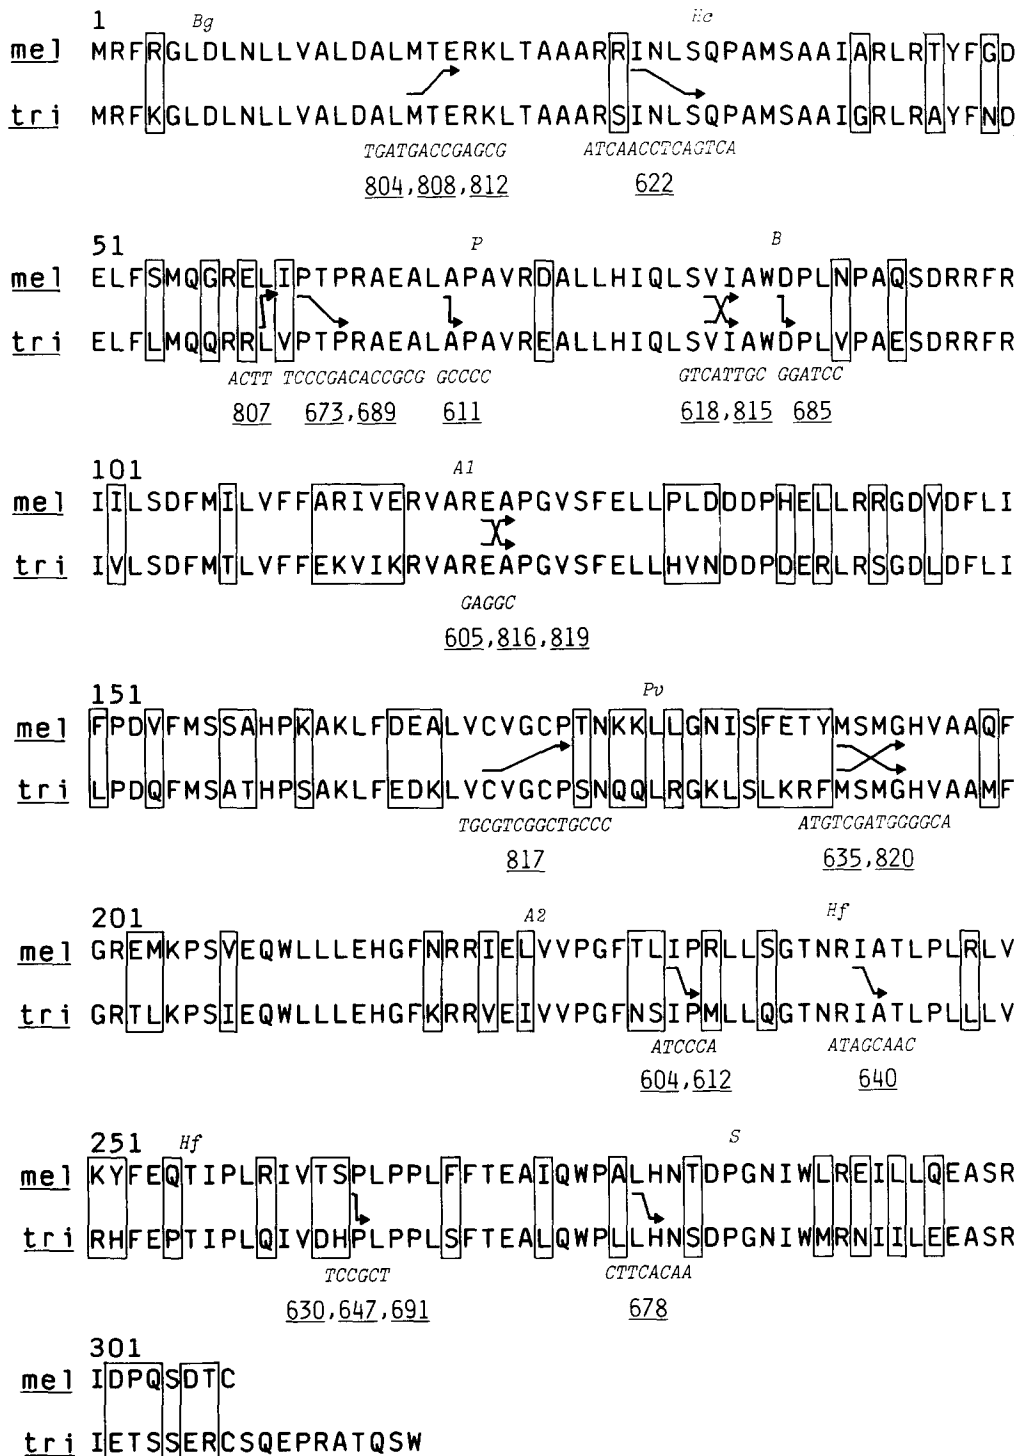 1 Bg Hc
mel MRFRGLDLNLLVALDALMTERKLTAAARRINLSQPAMSAAIARLRTYFGD
tri MRFKGLDLNLLVALDALMTERKLTAAARSINLSQPAMSAAIGRLRAYFND
TGATGACCGAGCG ATCAACCTCAGTCA
804,808,812 622
51 P B
mel ELFSMQGRELIPTPRAEALAPAVRDALLHIQLSVIAWDPLNPAQSDRRFR
tri ELFLMQQRRLVPTPRAEALAPAVREALLHIQLSVIAWDPLVPAESDRRFR
ACTT TCCCGACACCGCG GCCCC GTCATTGC GGATCC
807 673,689 611 618,815 685
101 A1
mel IILSDFMILVFFARIVERVAREAPGVSFELLPLDDDPHELLRRGDVDFLI
tri IVLSDFMTLVFFEKVIKRVAREAPGVSFELLHVNDDPDERLRSGDLDFLI
GAGGC
605,816,819
151 Pv
mel FPDVFMSSAHPKAKLFDEALVCVGCPTNKKLLGNISFETYMSMGHVAAQF
tri LPDQFMSATHPSAKLFEDKLVCVGCPSNQQLRGKLSLKRFMSMGHVAAMF
TGCGTCGGCTGCCC ATGTCGATGGGGCA
817 635,820
201 A2 Hf
mel GREMKPSVEQWLLLEHGFNRRIELVVPGFTLIPRLLSGTNRIATLPLRLV
tri GRTLKPSIEQWLLLEHGFKRRVEIVVPGFNSIPMLLQGTNRIATLPLLLV
ATCCCA ATAGCAAC
604,612 640
251 Hf S
mel KYFEQTIPLRIVTSPLPPLFFTEAIQWPALHNTDPGNIWLREILLQEASR
tri RHFEPTIPLQIVDHPLPPLSFTEALQWPLLHNSDPGNIWMRNIILEEASR
TCCGCT CTTCACAA
630,647,691 678
301
mel IDPQSDTC
tri IETSSERCSQEPRATQSW